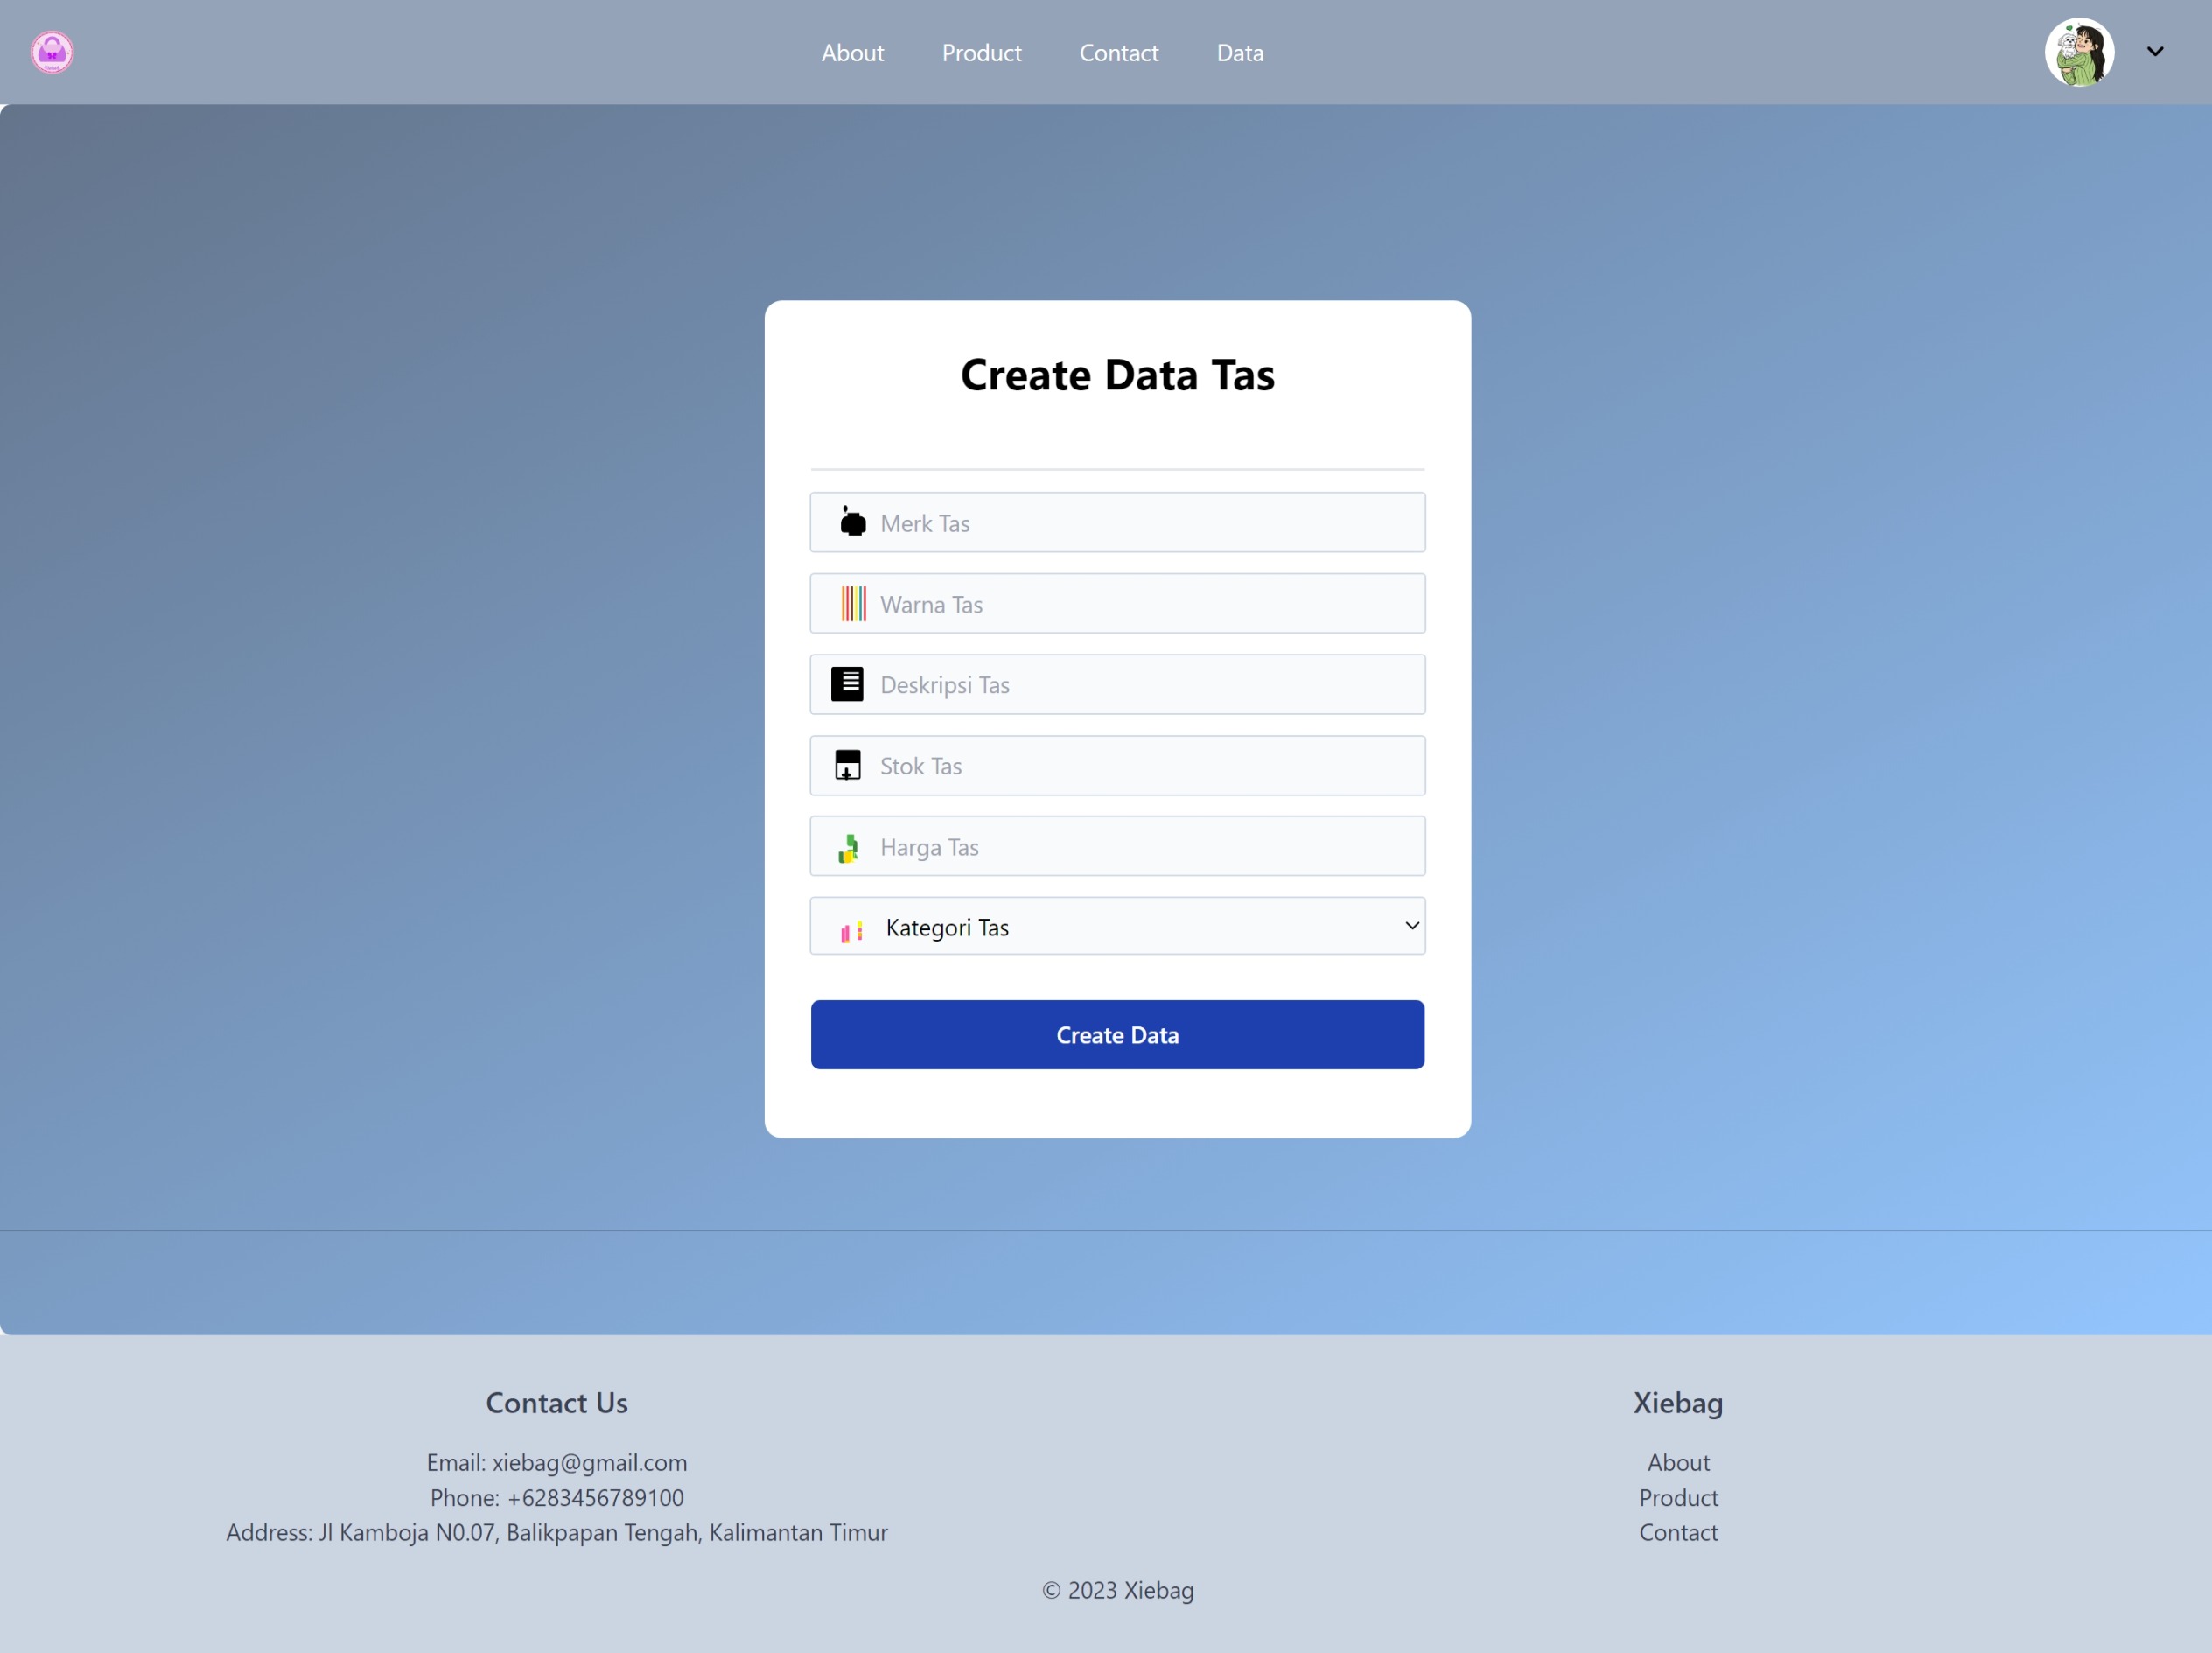 About Product Contact Data
Create Data Tas
Merk Tas
Warna Tas
Deskripsi Tas
Stok Tas
Harga Tas
Kategori Tas
Create Data
Contact Us
Email: xiebag@gmail.com
Phone: +6283456789100
Address: Jl Kamboja N0.07, Balikpapan Tengah, Kalimantan Timur
Xiebag
About
Product
Contact
© 2023 Xiebag